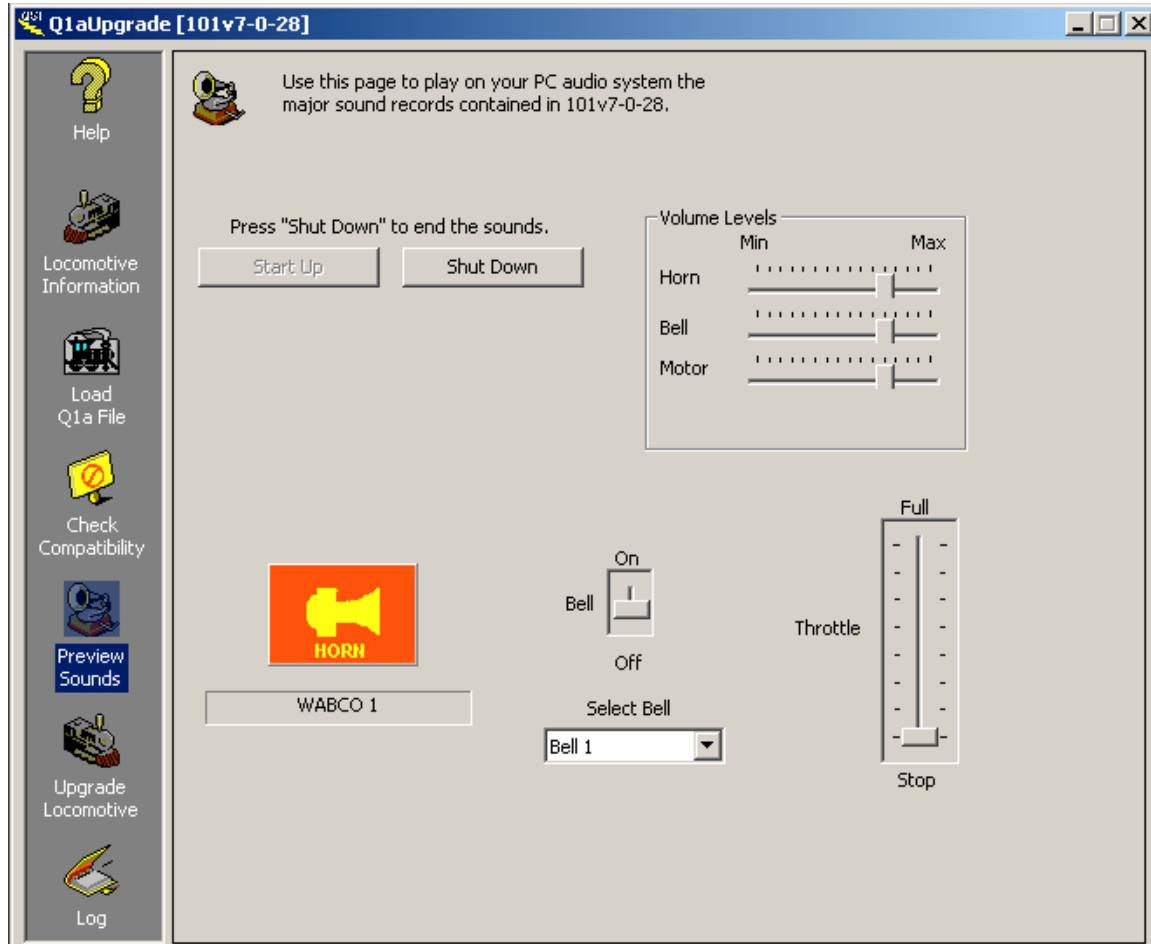 Q1aUpgrade [101v7-0-28]
Help
Locomotive
Information
Load
Q1a File
Check
Compatibility
Preview
Sounds
Upgrade
Locomotive
Log
Use this page to play on your PC audio system the
major sound records contained in 101v7-0-28.
Press "Shut Down" to end the sounds.
Start Up
Shut Down
Volume Levels
Min Max
Horn
Bell
Motor
HORN
WABCO 1
On
Bell
Off
Select Bell
Bell 1
Full
Throttle
Stop